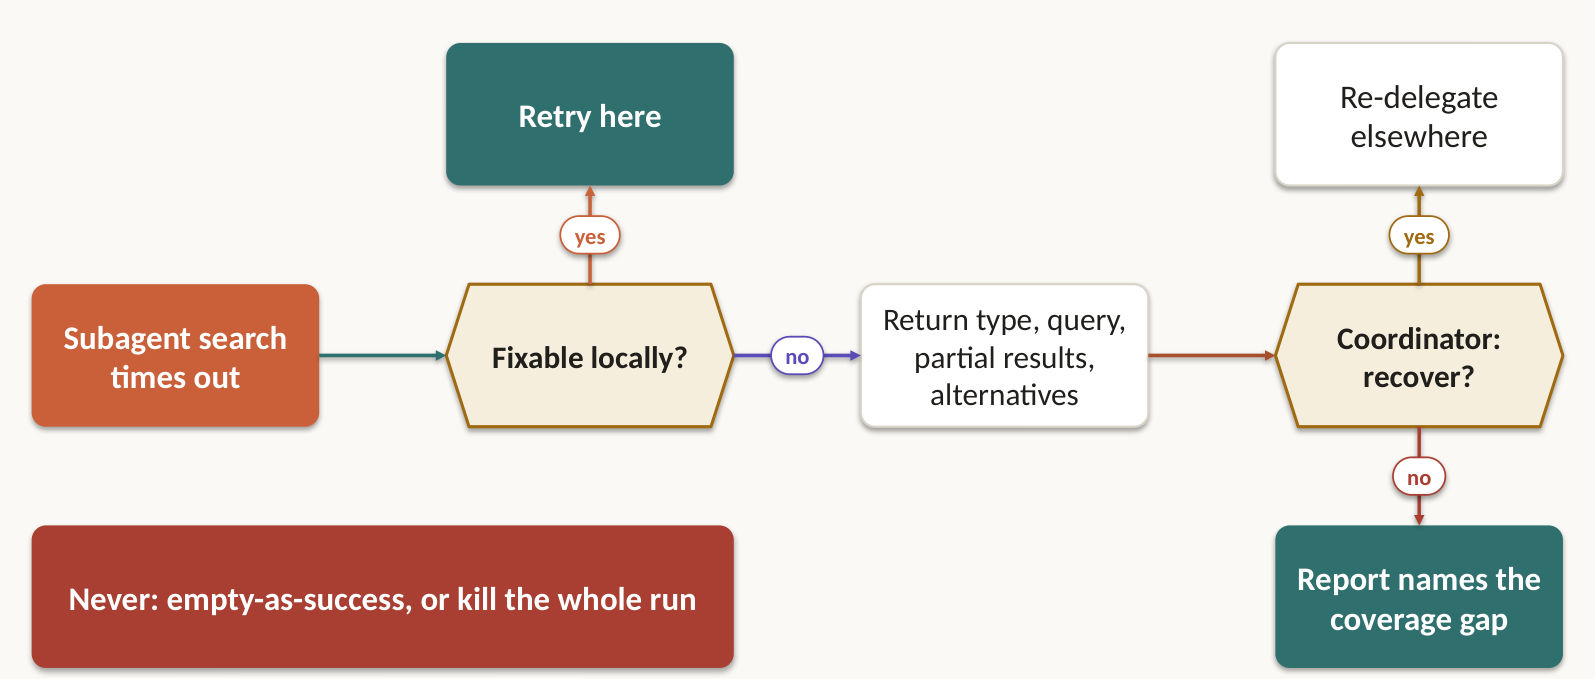 Retry here
Re-delegate
elsewhere
yes
yes
Subagent search
times out
Fixable locally?
no
Return type, query,
partial results,
alternatives
Coordinator:
recover?
no
Never: empty-as-success, or kill the whole run
Report names the
coverage gap